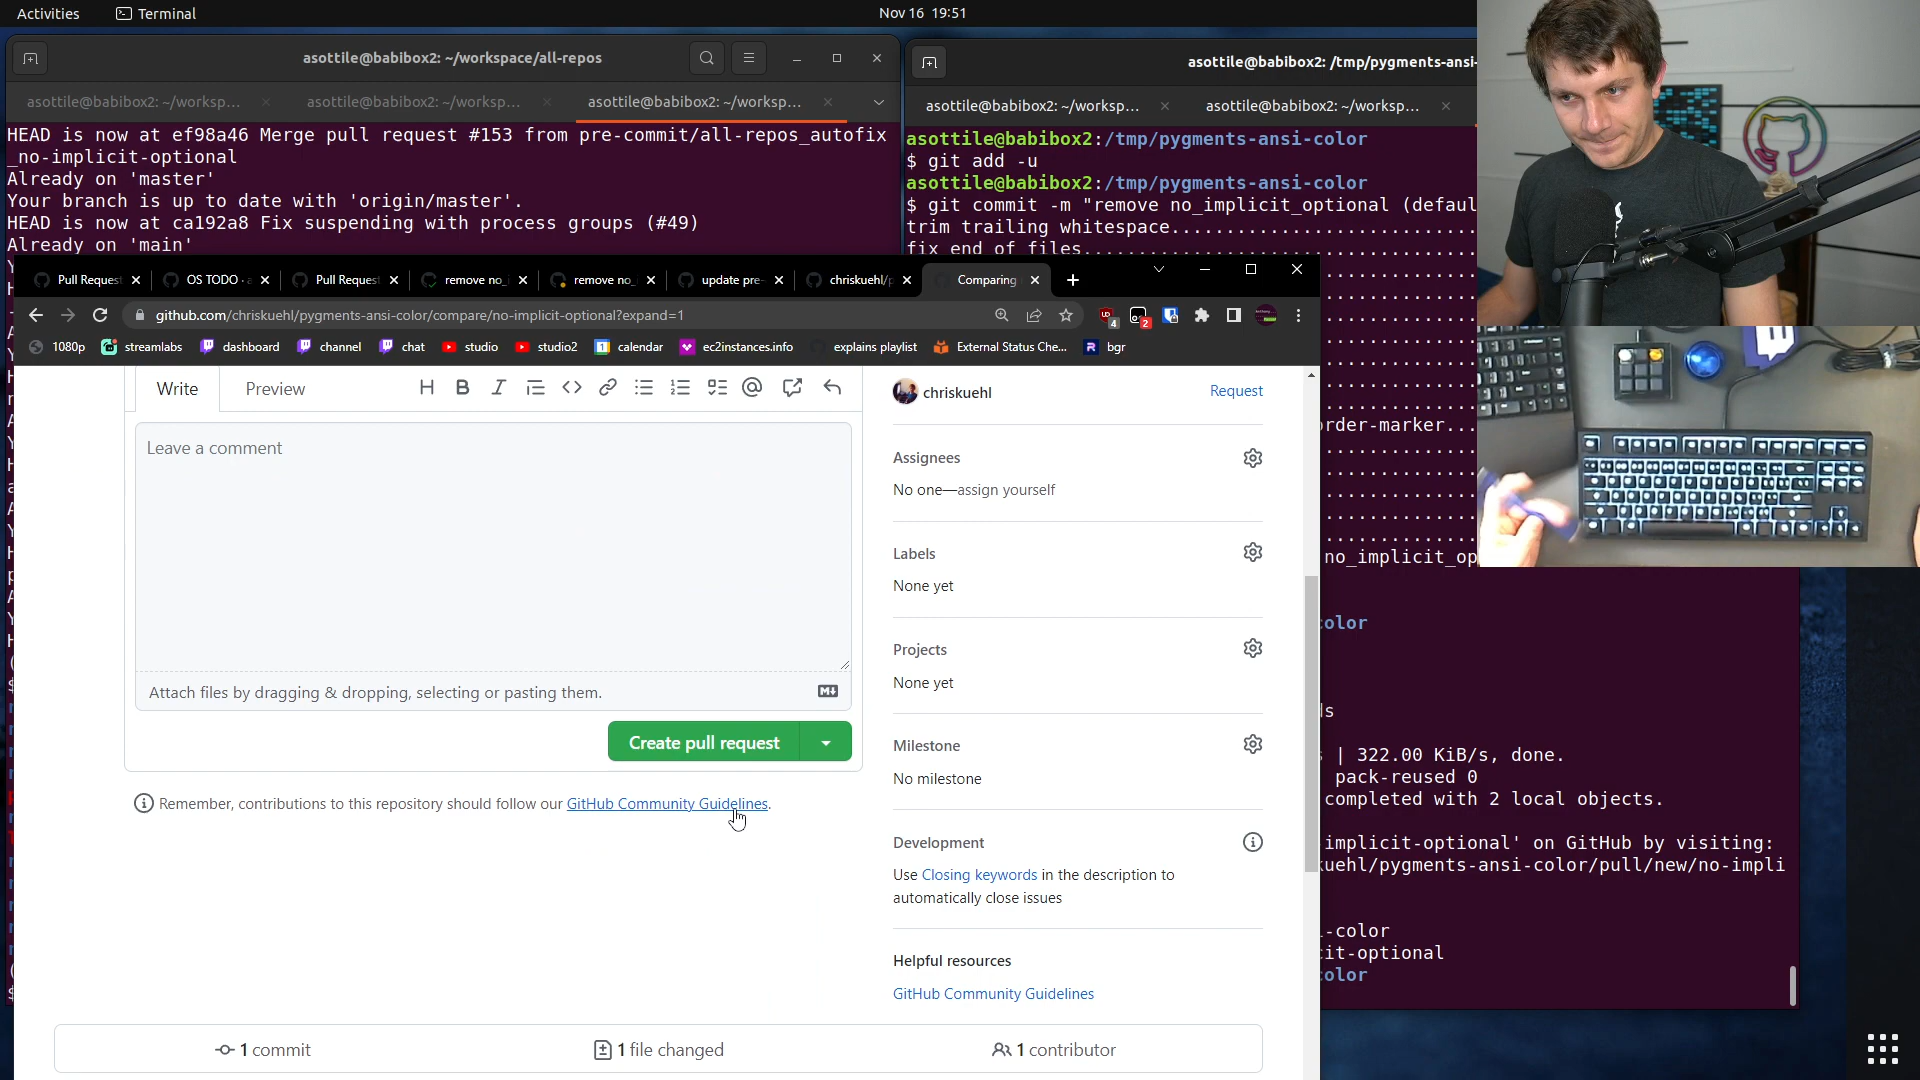 Activities
Terminal
Nov 16 19:51
asottile@babibox2: ~/workspace/all-repos
asottile@babibox2: ~/worksp...
asottile@babibox2: ~/worksp...
asottile@babibox2: ~/worksp...
HEAD is now at ef98a46 Merge pull request #153 from pre-commit/all-repos_autofix
_no-implicit-optional
Already on 'master'
Your branch is up to date with 'origin/master'.
HEAD is now at ca192a8 Fix suspending with process groups (#49)
Already on 'main'
asottile@babibox2: /tmp/pygments-ansi-
asottile@babibox2: ~/worksp...
asottile@babibox2: ~/worksp...
asottile@babibox2:/tmp/pygments-ansi-color
$ git add -u
asottile@babibox2:/tmp/pygments-ansi-color
$ git commit -m "remove no_implicit_optional (defaul
trim trailing whitespace.................................
fix end of files.........................................
rder-marker...
no_implicit_op
color
ls
| 322.00 KiB/s, done.
pack-reused 0
completed with 2 local objects.
implicit-optional' on GitHub by visiting:
kuehl/pygments-ansi-color/pull/new/no-impli
i-color
cit-optional
color
Pull Reques
OS TODO · a
Pull Reques
remove no_
remove no_
update pre-
chriskuehl/p
Comparing
github.com/chriskuehl/pygments-ansi-color/compare/no-implicit-optional?expand=1
4
2
1080p
streamlabs
dashboard
channel
chat
studio
studio2
calendar
ec2instances.info
explains playlist
External Status Che...
bgr
Write
Preview
Leave a comment
Attach files by dragging & dropping, selecting or pasting them.
Create pull request
Remember, contributions to this repository should follow our GitHub Community Guidelines.
chriskuehl
Request
Assignees
No one—assign yourself
Labels
None yet
Projects
None yet
Milestone
No milestone
Development
Use Closing keywords in the description to
automatically close issues
Helpful resources
GitHub Community Guidelines
1 commit
1 file changed
1 contributor